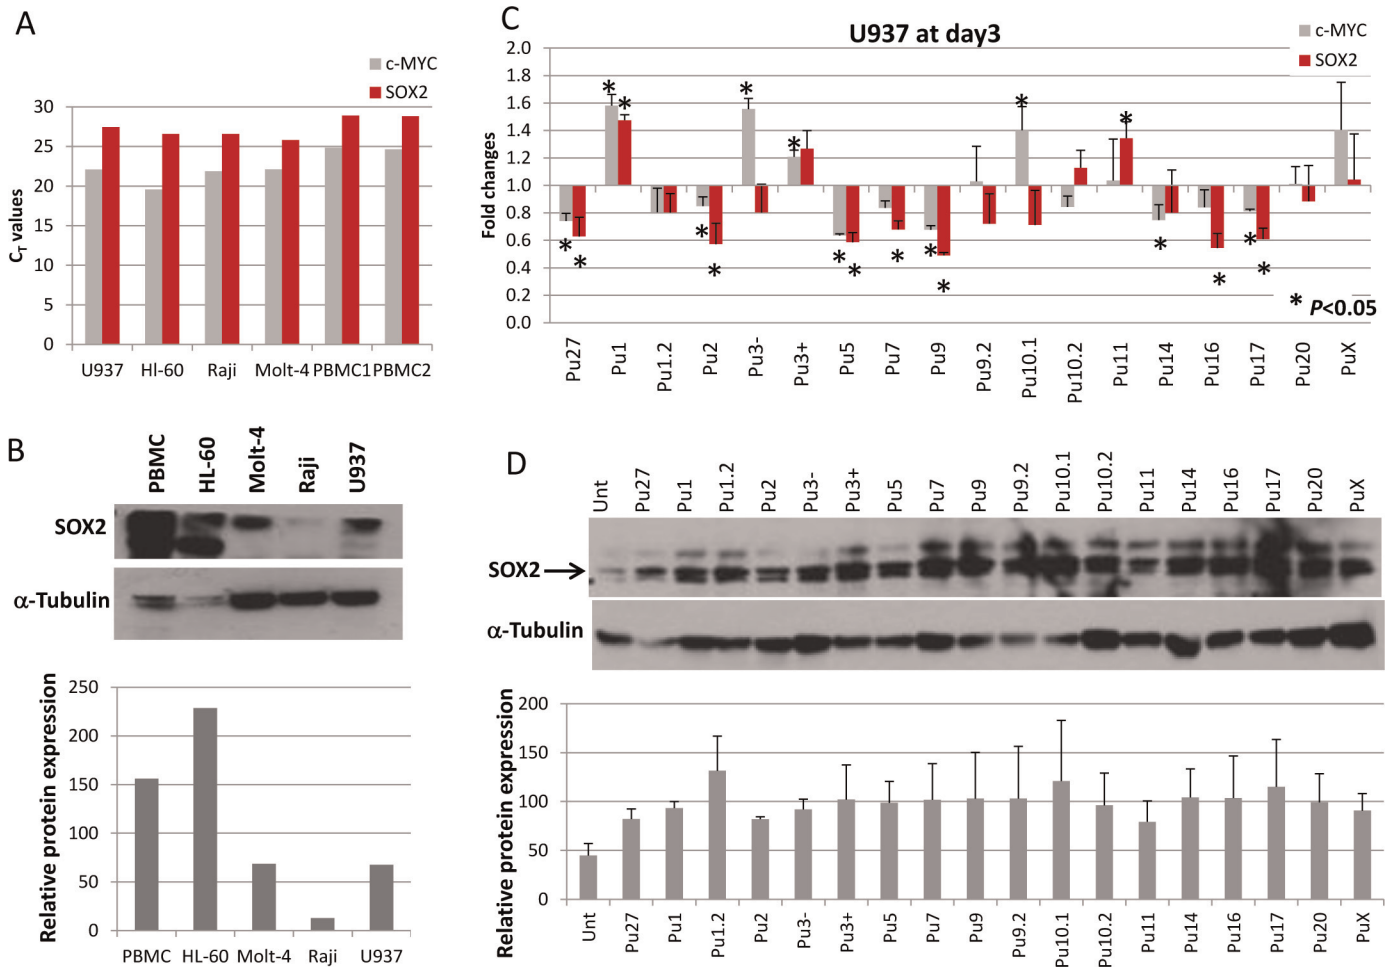 A
c-MYC
SOX2
30
25
20
15
10
5
0
C_T values
U937 Hl-60 Raji Molt-4 PBMC1 PBMC2
C
U937 at day3
c-MYC
SOX2
2.0
1.8
1.6
1.4
1.2
1.0
0.8
0.6
0.4
0.2
0.0
Fold changes
* * * * * * * * * * * * * * * * * * *
* P<0.05
Pu27 Pu1 Pu1.2 Pu2 Pu3- Pu3+ Pu5 Pu7 Pu9 Pu9.2 Pu10.1 Pu10.2 Pu11 Pu14 Pu16 Pu17 Pu20 PuX
B
PBMC HL-60 Molt-4 Raji U937
SOX2
α-Tubulin
250
200
150
100
50
0
Relative protein expression
PBMC HL-60 Molt-4 Raji U937
D
Unt Pu27 Pu1 Pu1.2 Pu2 Pu3- Pu3+ Pu5 Pu7 Pu9 Pu9.2 Pu10.1 Pu10.2 Pu11 Pu14 Pu16 Pu17 Pu20 PuX
SOX2
α-Tubulin
200
150
100
50
0
Relative protein expression
Unt Pu27 Pu1 Pu1.2 Pu2 Pu3- Pu3+ Pu5 Pu7 Pu9 Pu9.2 Pu10.1 Pu10.2 Pu11 Pu14 Pu16 Pu17 Pu20 PuX